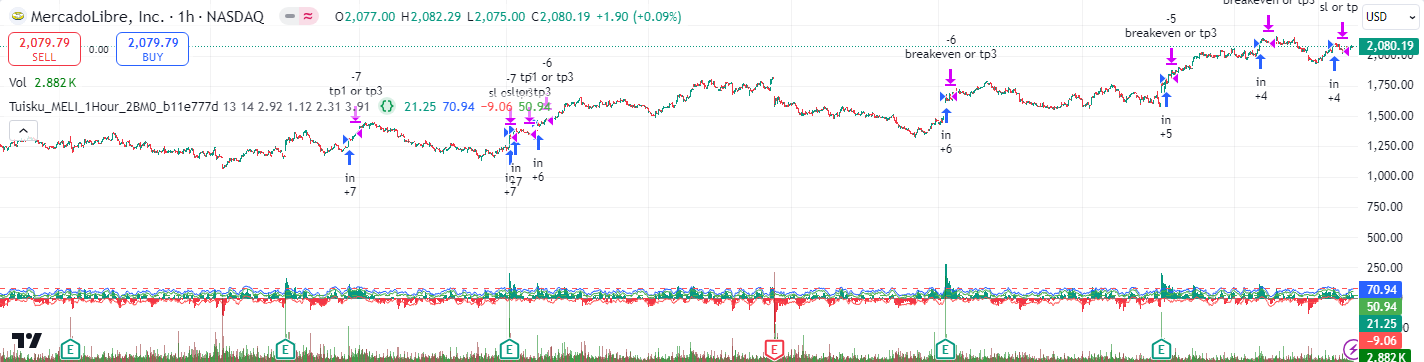 MercadoLibre, Inc. · 1h · NASDAQ
O2,077.00 H2,082.29 L2,075.00 C2,080.19 +1.90 (+0.09%)
USD
2,079.79
SELL
0.00
2,079.79
BUY
Vol 2.882 K
Tuisku_MELI_1Hour_2BM0_b11e777d 13 14 2.92 1.12 2.31 3.91
21.25 70.94 −9.06 50.94
-7
tp1 or tp3
in
+7
-7
in
+7
in
-6
tp1 or tp3
in
+6
-6
breakeven or tp3
in
+6
-5
breakeven or tp3
in
+5
breakeven or tp3
in
+4
sl or tp
in
+4
2,080.19
2,000.00
1,750.00
1,500.00
1,250.00
1,000.00
750.00
500.00
250.00
70.94
50.94
21.25
−9.06
2.882 K
E
E
E
E
E
E